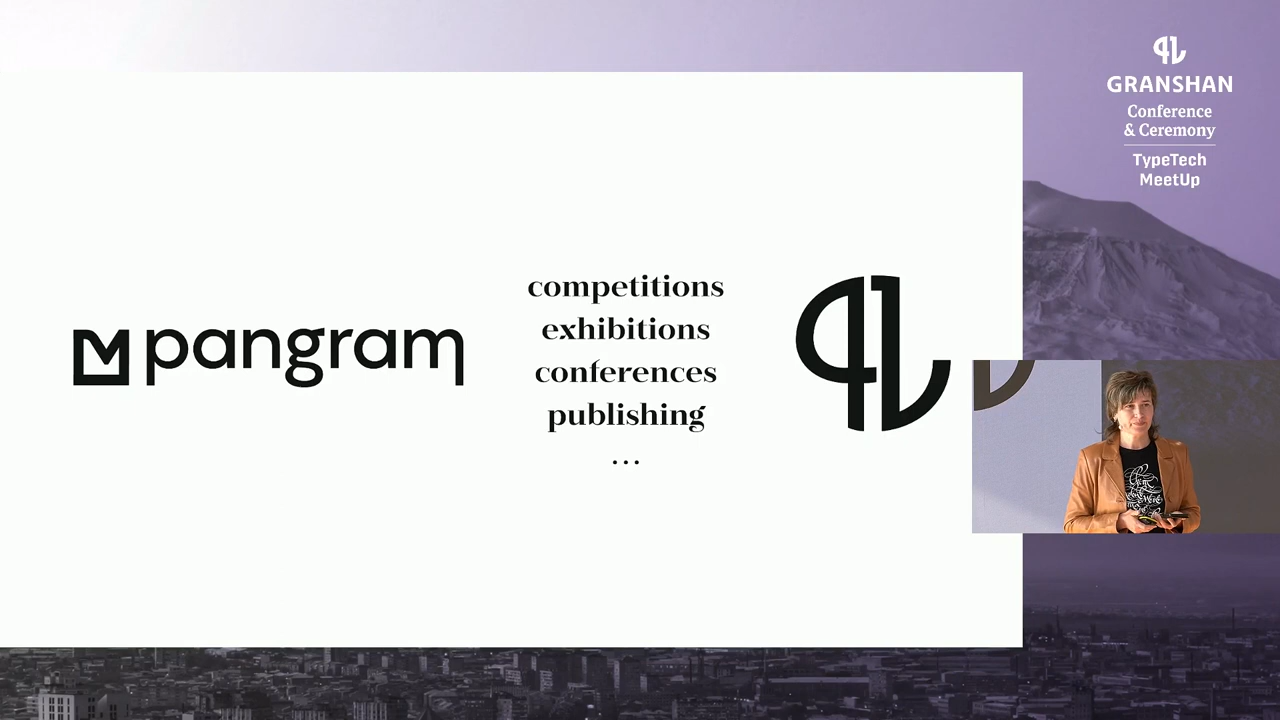 pangram
competitions
exhibitions
conferences
publishing
...
GRANSHAN
Conference
& Ceremony
TypeTech
MeetUp